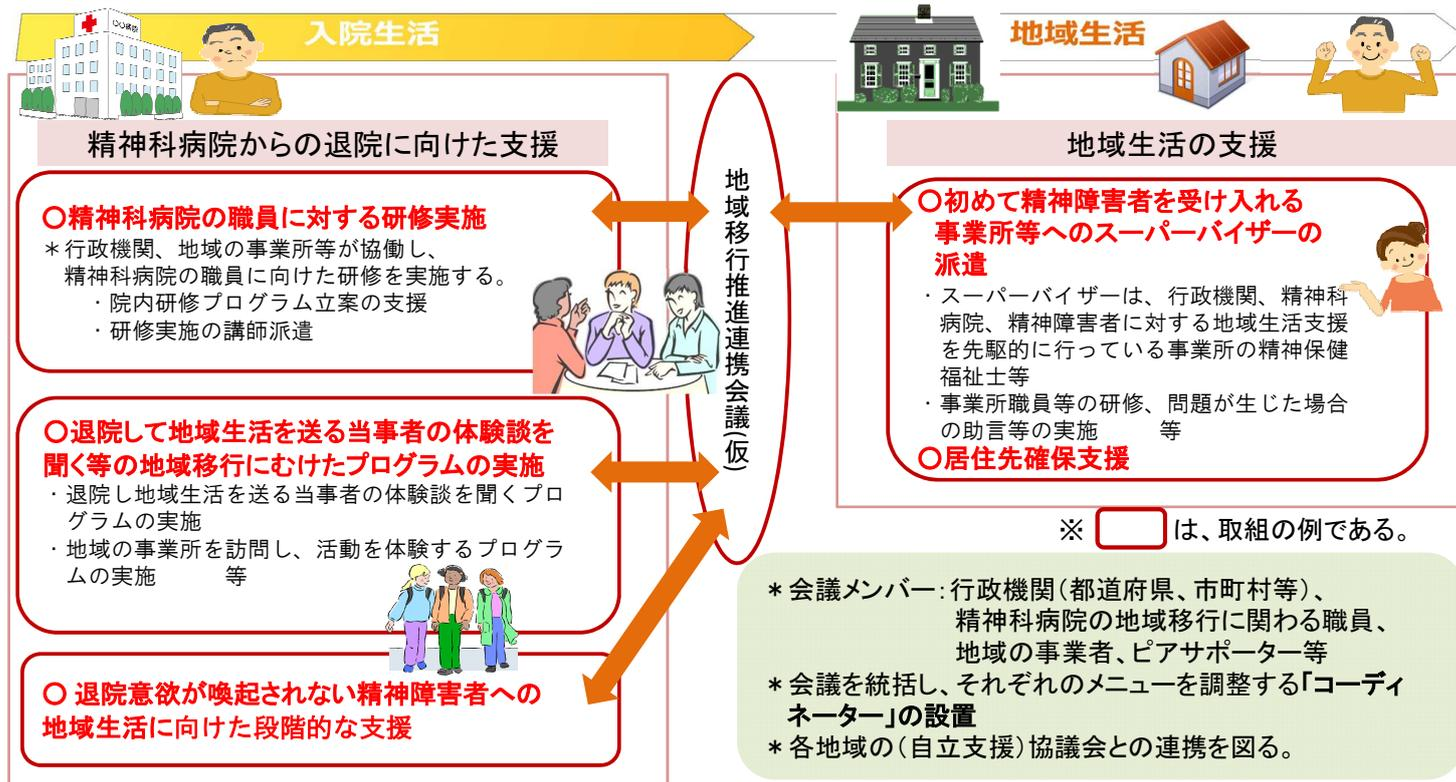 入院生活
地域生活
精神科病院からの退院に向けた支援
〇精神科病院の職員に対する研修実施
＊行政機関、地域の事業所等が協働し、
精神科病院の職員に向けた研修を実施する。
・院内研修プログラム立案の支援
・研修実施の講師派遣
〇退院して地域生活を送る当事者の体験談を
聞く等の地域移行にむけたプログラムの実施
・退院し地域生活を送る当事者の体験談を聞くプロ
グラムの実施
・地域の事業所を訪問し、活動を体験するプログラ
ムの実施　　　等
〇 退院意欲が喚起されない精神障害者への
地域生活に向けた段階的な支援
地域移行推進連携会議(仮)
地域生活の支援
〇初めて精神障害者を受け入れる
事業所等へのスーパーバイザーの
派遣
・スーパーバイザーは、行政機関、精神科
病院、精神障害者に対する地域生活支援
を先駆的に行っている事業所の精神保健
福祉士等
・事業所職員等の研修、問題が生じた場合
の助言等の実施　　　等
〇居住先確保支援
※　　　は、取組の例である。
＊会議メンバー：行政機関（都道府県、市町村等）、
精神科病院の地域移行に関わる職員、
地域の事業者、ピアサポーター等
＊会議を統括し、それぞれのメニューを調整する「コーディ
ネーター」の設置
＊各地域の（自立支援）協議会との連携を図る。